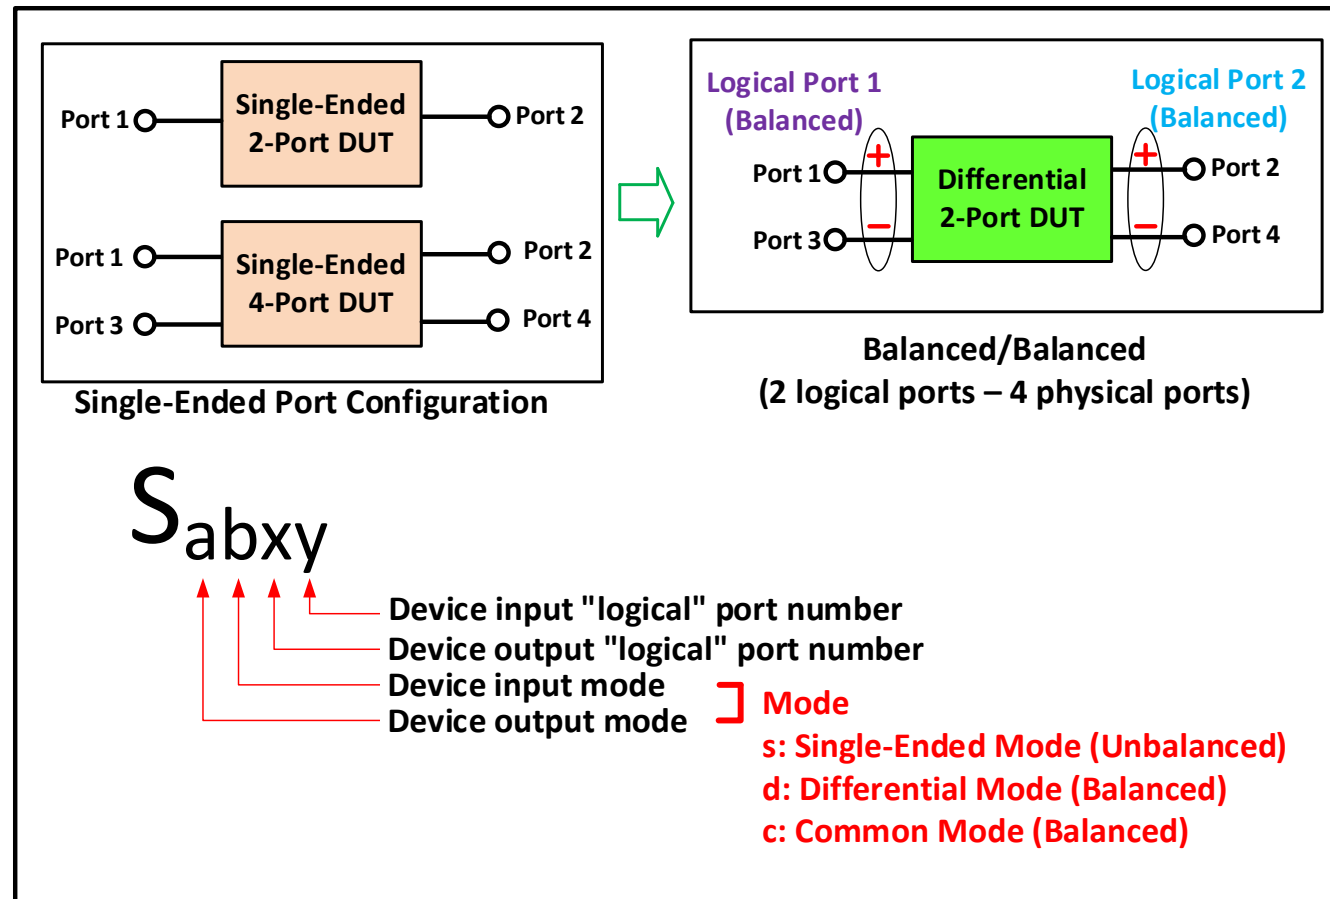 Single-Ended
2-Port DUT
Port 1
Port 2
Single-Ended
4-Port DUT
Port 1
Port 2
Port 3
Port 4
Single-Ended Port Configuration
Logical Port 1
(Balanced)
Logical Port 2
(Balanced)
Port 1
+
Differential
2-Port DUT
+
Port 2
Port 3
−
−
Port 4
Balanced/Balanced
(2 logical ports – 4 physical ports)
Sabxy
Device input "logical" port number
Device output "logical" port number
Device input mode
Device output mode
Mode
s: Single-Ended Mode (Unbalanced)
d: Differential Mode (Balanced)
c: Common Mode (Balanced)